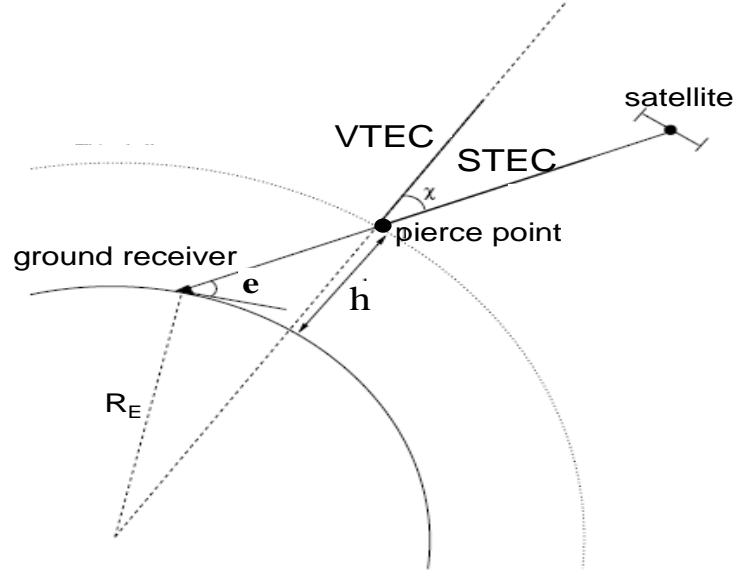 satellite
VTEC
STEC
χ
pierce point
ground receiver
e
h
R_E